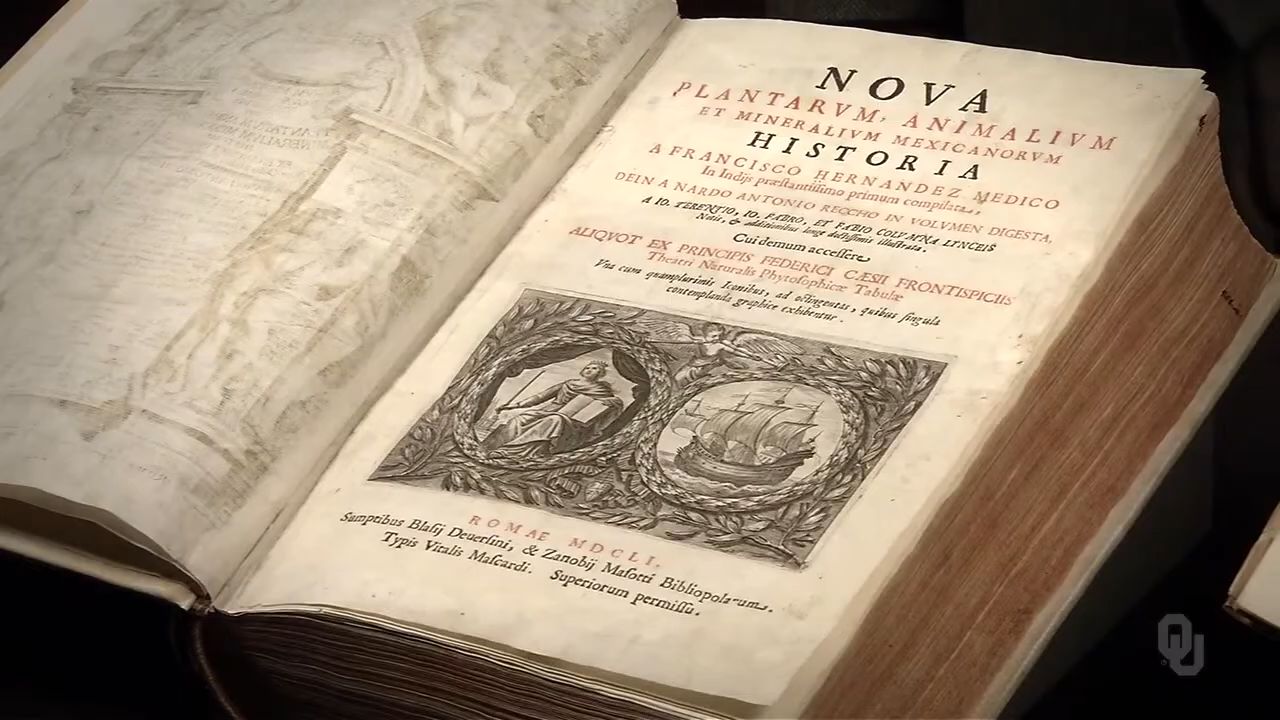 NOVA
PLANTARVM, ANIMALIVM
ET MINERALIVM MEXICANORVM
HISTORIA
A FRANCISCO HERNANDEZ MEDICO
In Indijs præstantissimo primum compilata,
DEIN A NARDO ANTONIO RECCHO IN VOLVMEN DIGESTA,
A IO. TERENTIO, IO. FABRO, ET FABIO COLVMNA LYNCEIS
Notis, & additionibus longe doctissimis illustrata.
Cui demum accessere
ALIQVOT EX PRINCIPIS FEDERICI CÆSII FRONTISPICIIS
Theatri Naturalis Phytosophicæ Tabulæ
Vna cum quamplurimis Iconibus, ad octingentas, quibus singula
contemplanda graphice exhibentur.
ROMAE MDCLI.
Sumptibus Blasij Deuersini, & Zanobij Masotti Bibliopolarum.
Typis Vitalis Mascardi. Superiorum permissu.
OU